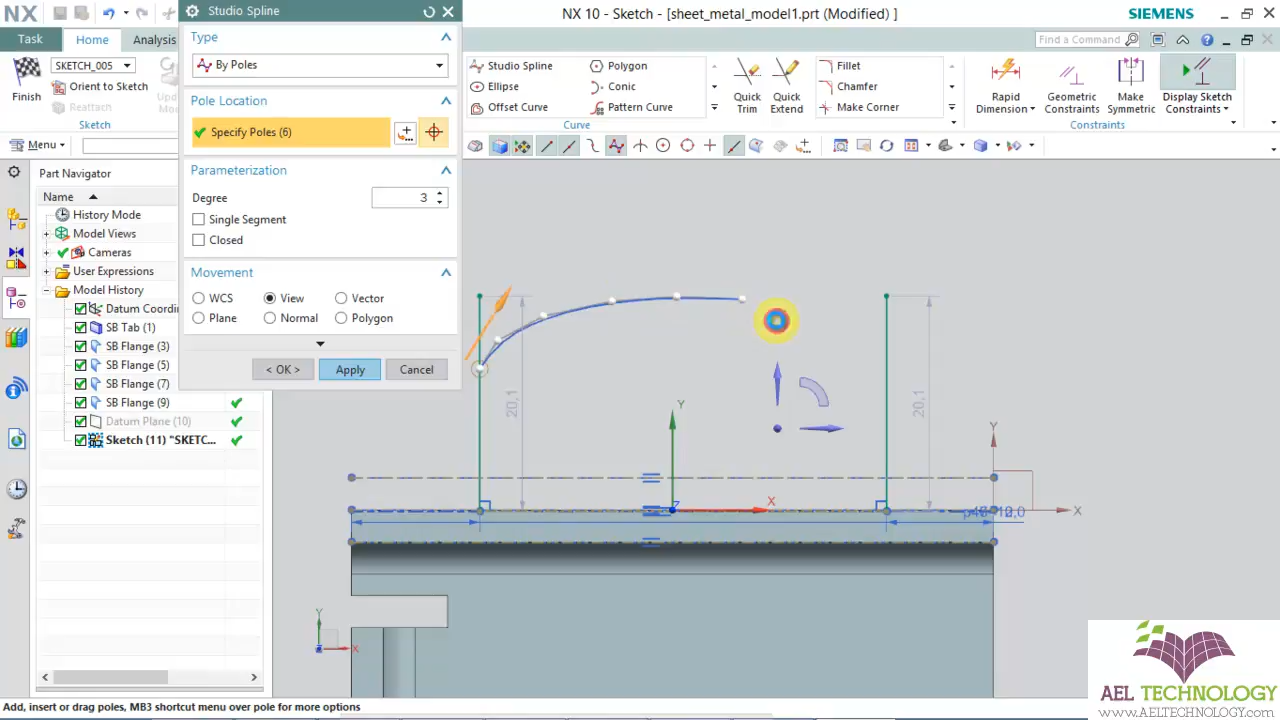 NX
Studio Spline
NX 10 - Sketch - [sheet_metal_model1.prt (Modified) ]
SIEMENS
Task
Home
Analysis
Find a Command
Finish
SKETCH_005
Orient to Sketch
Reattach
Sketch
Type
By Poles
Pole Location
Specify Poles (6)
Parameterization
Degree
3
Single Segment
Closed
Movement
WCS
View
Vector
Plane
Normal
Polygon
< OK >
Apply
Cancel
Studio Spline
Polygon
Ellipse
Conic
Offset Curve
Pattern Curve
Curve
Quick
Trim
Quick
Extend
Fillet
Chamfer
Make Corner
Rapid
Dimension
Geometric
Constraints
Make
Symmetric
Display Sketch
Constraints
Constraints
Menu
Part Navigator
Name
History Mode
Model Views
Cameras
User Expressions
Model History
Datum Coordin
SB Tab (1)
SB Flange (3)
SB Flange (5)
SB Flange (7)
SB Flange (9)
Datum Plane (10)
Sketch (11) "SKETC...
20,1
20,1
Y
X
Y
X
Y
X
Add, insert or drag poles, MB3 shortcut menu over pole for more options
AEL TECHNOLOGY
www.AELTECHNOLOGY.com